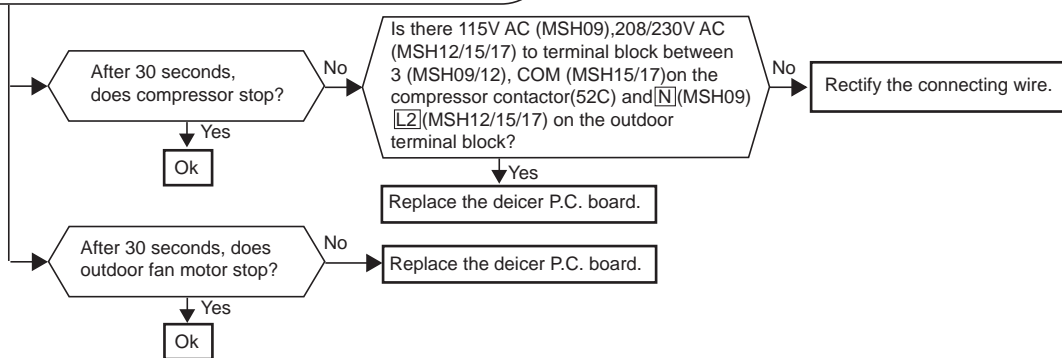 After 30 seconds,
does compressor stop?
No
Yes
Ok
Is there 115V AC (MSH09),208/230V AC
(MSH12/15/17) to terminal block between
3 (MSH09/12), COM (MSH15/17)on the
compressor contactor(52C) and N (MSH09)
L2 (MSH12/15/17) on the outdoor
terminal block?
No
Rectify the connecting wire.
Yes
Replace the deicer P.C. board.
After 30 seconds, does
outdoor fan motor stop?
No
Replace the deicer P.C. board.
Yes
Ok